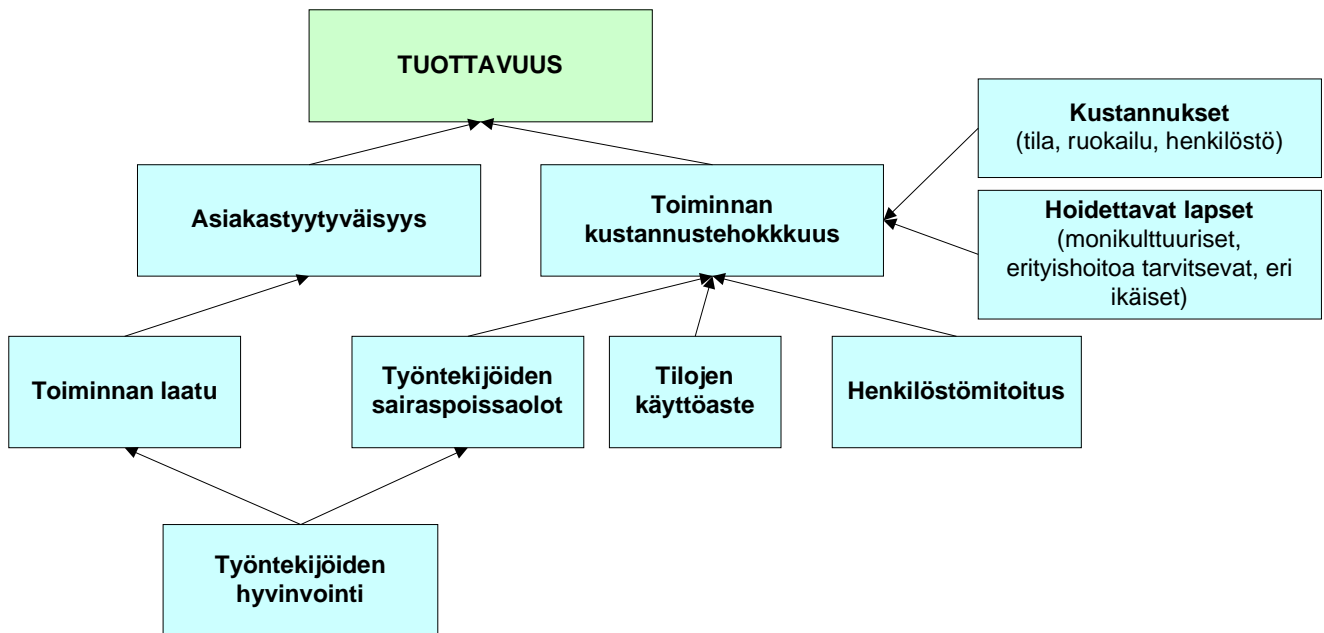 TUOTTAVUUS
Kustannukset
(tila, ruokailu, henkilöstö)
Asiakastyytyväisyys
Toiminnan
kustannustehokkkuus
Hoidettavat lapset
(monikulttuuriset,
erityishoitoa tarvitsevat, eri
ikäiset)
Toiminnan laatu
Työntekijöiden
sairaspoissaolot
Tilojen
käyttöaste
Henkilöstömitoitus
Työntekijöiden
hyvinvointi